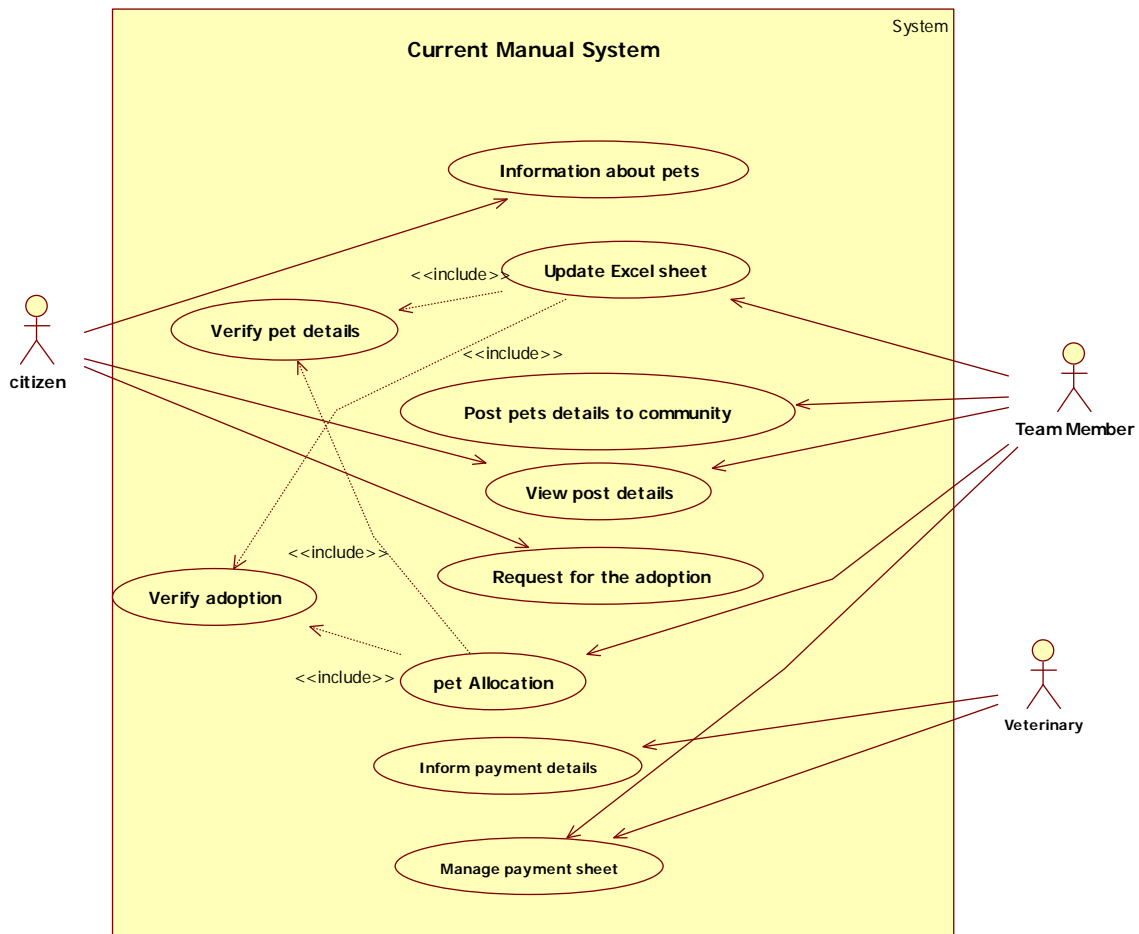 System
Current Manual System
Information about pets
<<include>>
Update Excel sheet
Verify pet details
<<include>>
citizen
Post pets details to community
Team Member
View post details
<<include>>
Request for the adoption
Verify adoption
<<include>>
pet Allocation
Veterinary
Inform payment details
Manage payment sheet